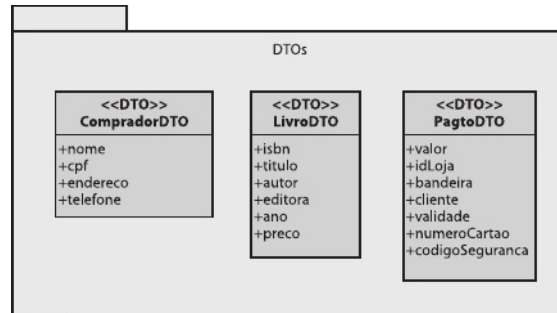 DTOs
<<DTO>>
CompradorDTO
+nome
+cpf
+endereco
+telefone
<<DTO>>
LivroDTO
+isbn
+titulo
+autor
+editora
+ano
+preco
<<DTO>>
PagtoDTO
+valor
+idLoja
+bandeira
+cliente
+validade
+numeroCartao
+codigoSeguranca